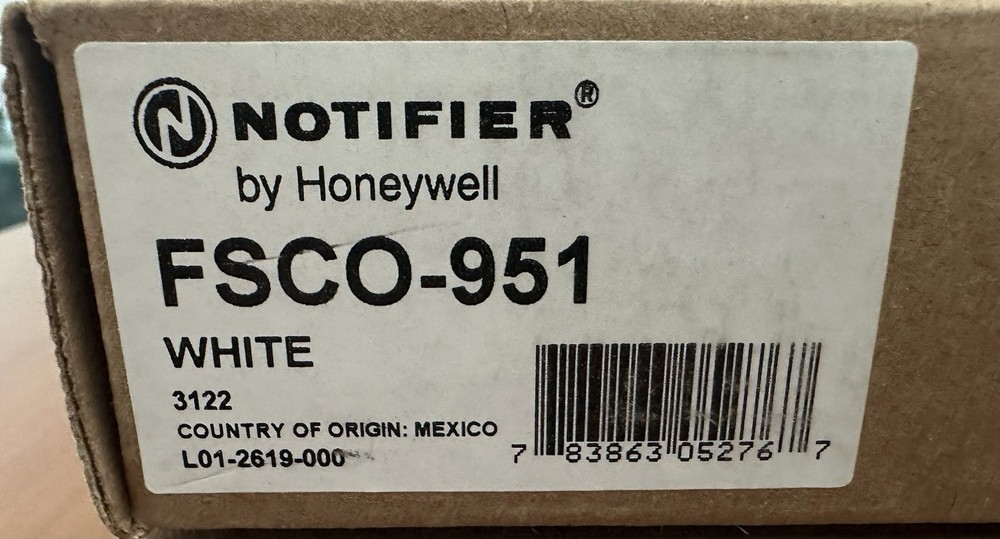 NOTIFIER®
by Honeywell
FSCO-951
WHITE
3122
COUNTRY OF ORIGIN: MEXICO
L01-2619-000
7 83863 05276 7